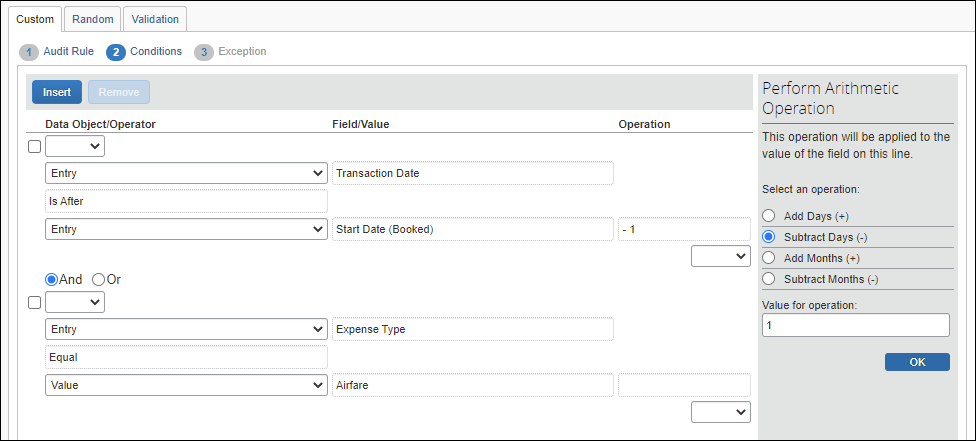 Custom Random Validation
1 Audit Rule 2 Conditions 3 Exception
Insert Remove
Data Object/Operator Field/Value Operation
Entry Transaction Date
Is After
Entry Start Date (Booked) - 1
And Or
Entry Expense Type
Equal
Value Airfare
Perform Arithmetic
Operation
This operation will be applied to the
value of the field on this line.
Select an operation:
Add Days (+)
Subtract Days (-)
Add Months (+)
Subtract Months (-)
Value for operation:
1
OK